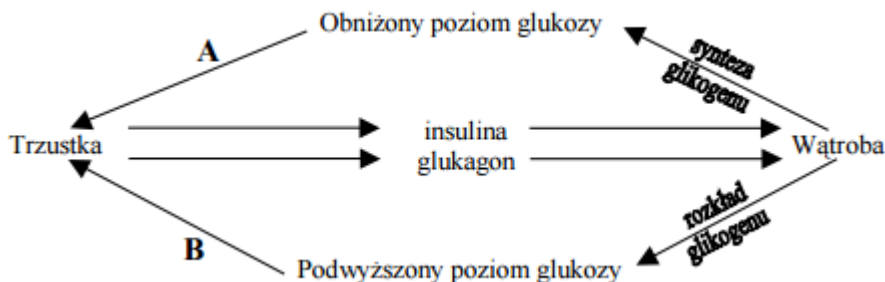 Obniżony poziom glukozy
A
synteza
glikogenu
Trzustka
insulina
glukagon
Wątroba
rozkład
glikogenu
B
Podwyższony poziom glukozy